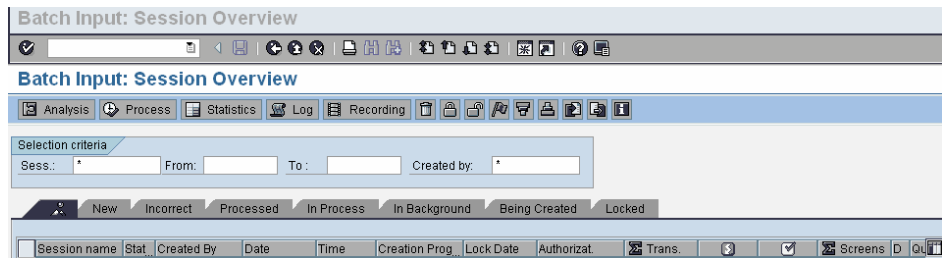 Batch Input: Session Overview
Batch Input: Session Overview
Analysis Process Statistics Log Recording
Selection criteria
Sess.: * From: To : Created by: *
New Incorrect Processed In Process In Background Being Created Locked
Session name Stat Created By Date Time Creation Prog Lock Date Authorizat. Trans. Screens D Qu